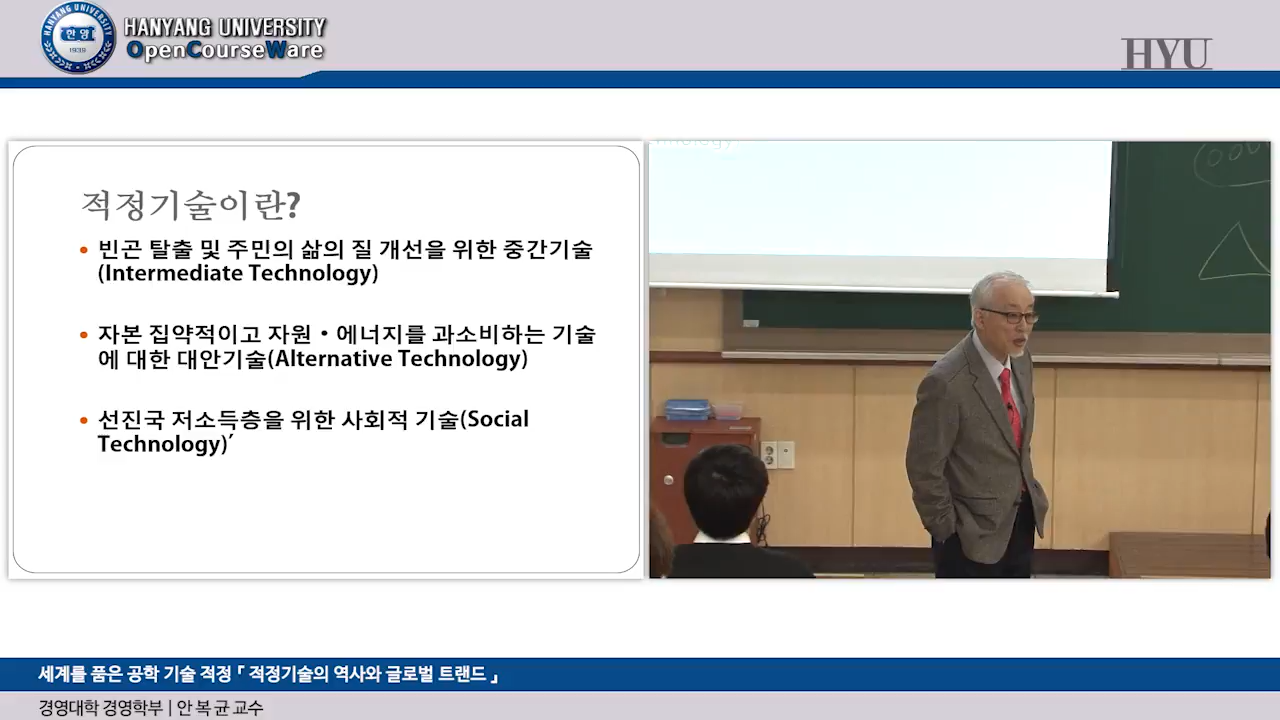 HANYANG UNIVERSITY
한양
1939
HANYANG UNIVERSITY
OpenCourseWare
HYU
적정기술이란?
• 빈곤 탈출 및 주민의 삶의 질 개선을 위한 중간기술
(Intermediate Technology)
• 자본 집약적이고 자원・에너지를 과소비하는 기술
에 대한 대안기술(Alternative Technology)
• 선진국 저소득층을 위한 사회적 기술(Social
Technology)’
세계를 품은 공학 기술 적정 『 적정기술의 역사와 글로벌 트랜드 』
경영대학 경영학부 | 안 복 균 교수